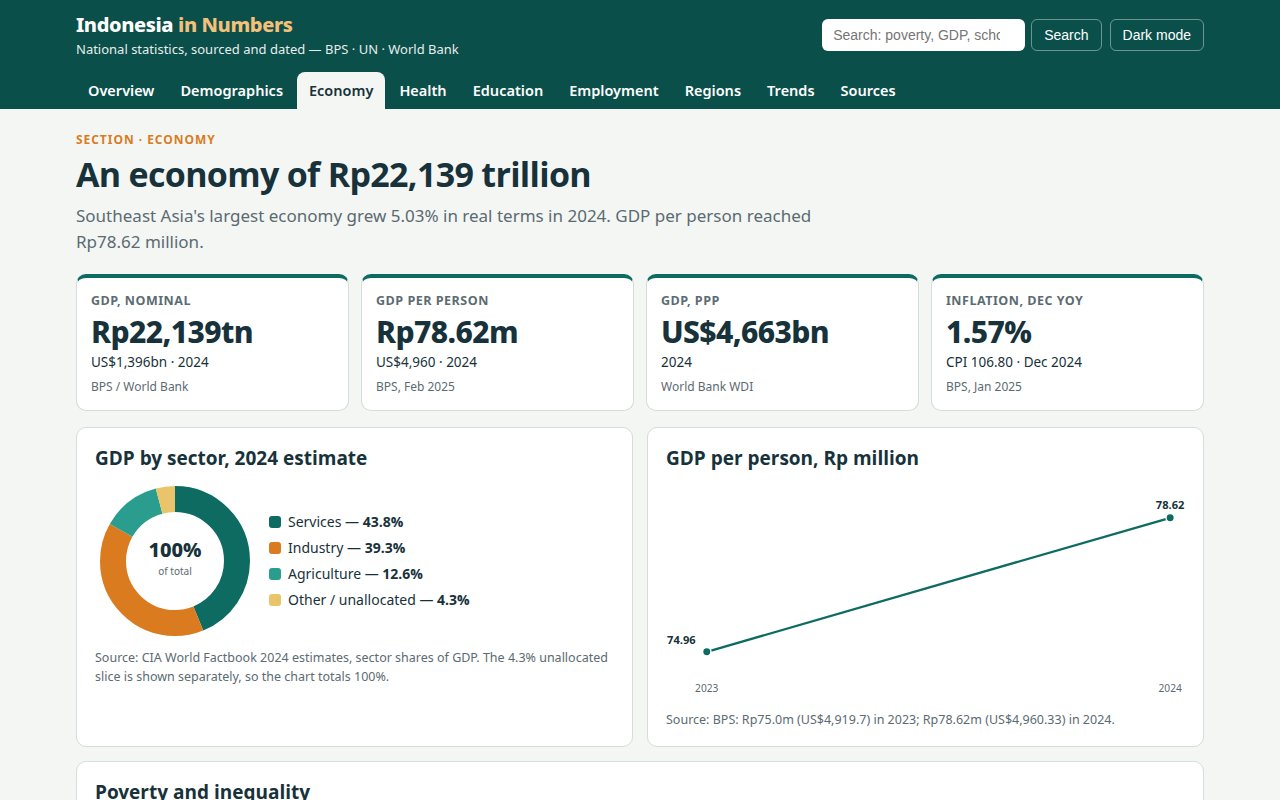 Indonesia in Numbers
National statistics, sourced and dated — BPS · UN · World Bank
Search: poverty, GDP, scho
Search
Dark mode
Overview
Demographics
Economy
Health
Education
Employment
Regions
Trends
Sources
SECTION · ECONOMY
An economy of Rp22,139 trillion
Southeast Asia's largest economy grew 5.03% in real terms in 2024. GDP per person reached
Rp78.62 million.
GDP, NOMINAL
Rp22,139tn
US$1,396bn · 2024
BPS / World Bank
GDP PER PERSON
Rp78.62m
US$4,960 · 2024
BPS, Feb 2025
GDP, PPP
US$4,663bn
2024
World Bank WDI
INFLATION, DEC YOY
1.57%
CPI 106.80 · Dec 2024
BPS, Jan 2025
GDP by sector, 2024 estimate
100%
of total
Services — 43.8%
Industry — 39.3%
Agriculture — 12.6%
Other / unallocated — 4.3%
Source: CIA World Factbook 2024 estimates, sector shares of GDP. The 4.3% unallocated
slice is shown separately, so the chart totals 100%.
GDP per person, Rp million
78.62
74.96
2023
2024
Source: BPS: Rp75.0m (US$4,919.7) in 2023; Rp78.62m (US$4,960.33) in 2024.
Poverty and inequality